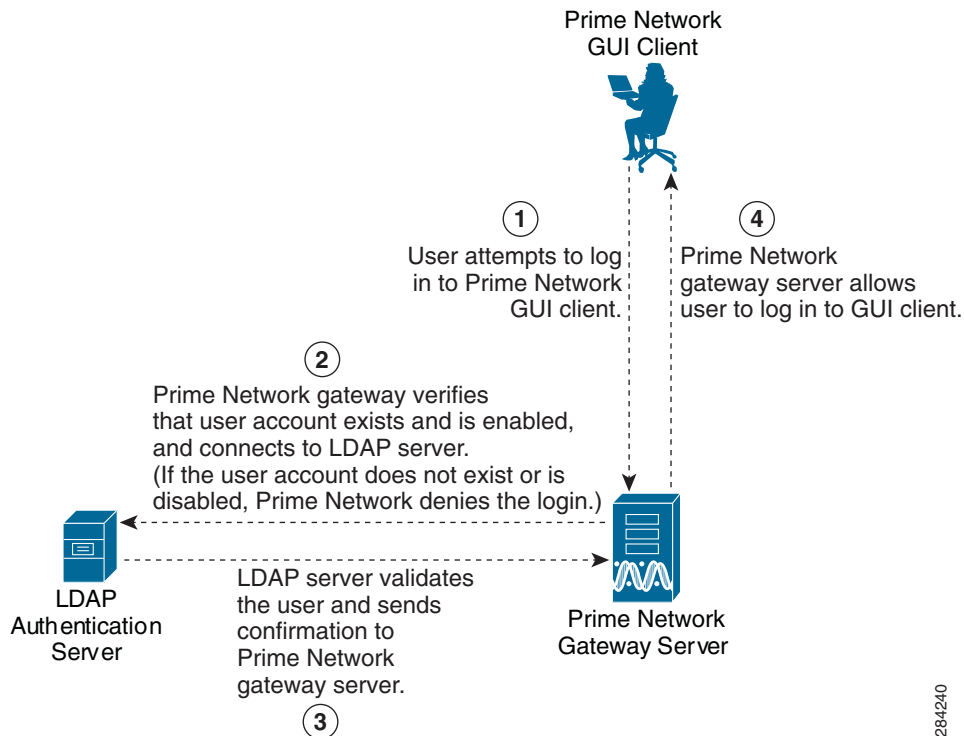 Prime Network
GUI Client
1
User attempts to log
in to Prime Network
GUI client.
4
Prime Network
gateway server allows
user to log in to GUI client.
2
Prime Network gateway verifies
that user account exists and is enabled,
and connects to LDAP server.
(If the user account does not exist or is
disabled, Prime Network denies the login.)
LDAP
Authentication
Server
LDAP server validates
the user and sends
confirmation to
Prime Network
gateway server.
3
Prime Network
Gateway Server
284240